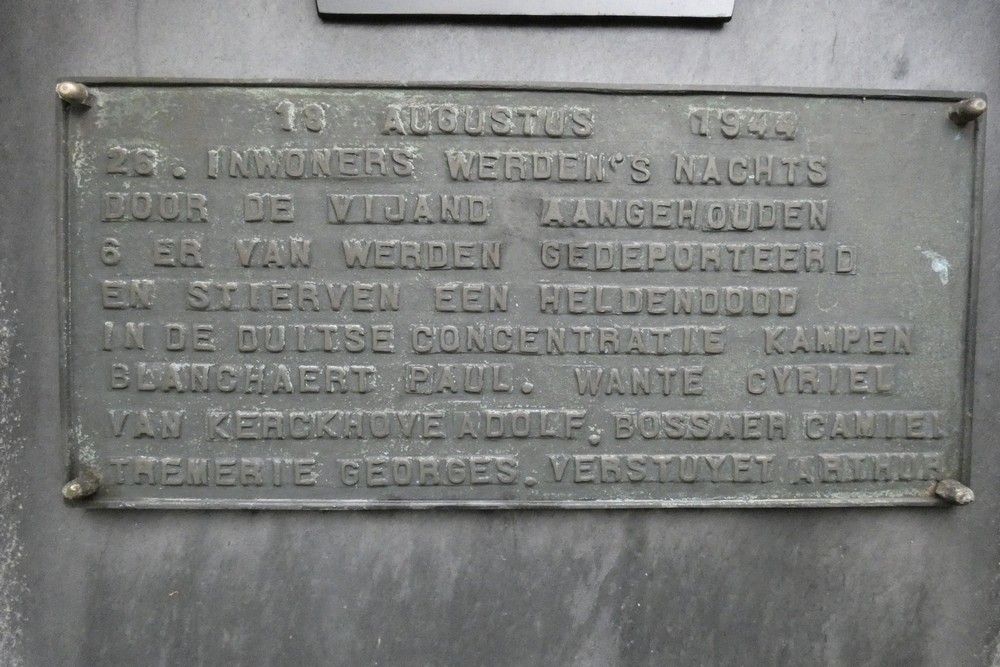 19 AUGUSTUS 1944
26. INWONERS WERDEN'S NACHTS
DOOR DE VIJAND AANGEHOUDEN
6 ER VAN WERDEN GEDEPORTEERD
EN STIERVEN EEN HELDENDOOD
IN DE DUITSE CONCENTRATIE KAMPEN
BLANCHAERT PAUL. WANTE CYRIEL
VAN KERCKHOVE ADOLF. BOSSAER CAMIEL
THEMERIE GEORGES. VERSTUYFT ARTHUR